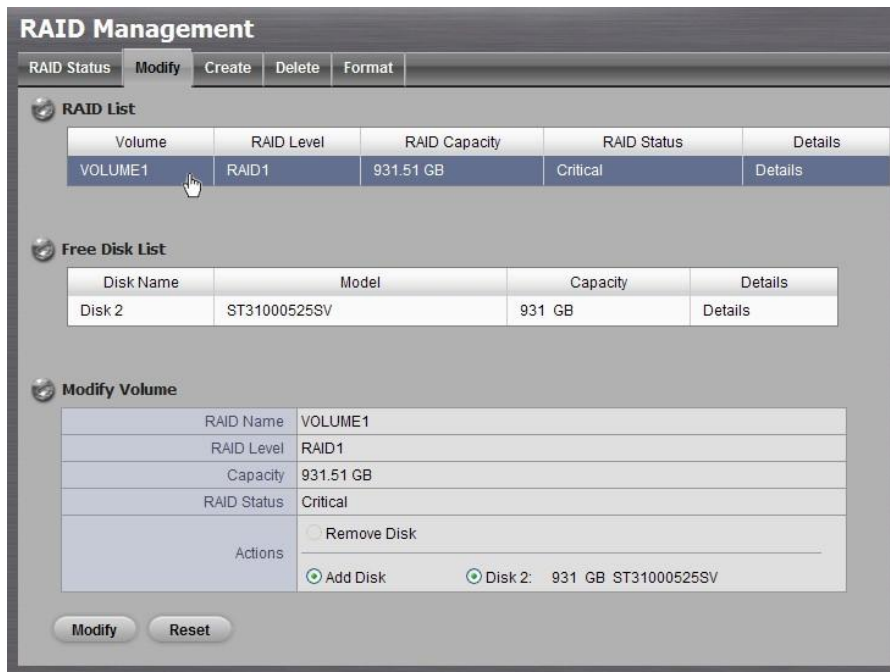 RAID Management
RAID Status Modify Create Delete Format
RAID List
Volume RAID Level RAID Capacity RAID Status Details
VOLUME1 RAID1 931.51 GB Critical Details
Free Disk List
Disk Name Model Capacity Details
Disk 2 ST31000525SV 931 GB Details
Modify Volume
RAID Name VOLUME1
RAID Level RAID1
Capacity 931.51 GB
RAID Status Critical
Actions
Remove Disk
Add Disk Disk 2: 931 GB ST31000525SV
Modify Reset